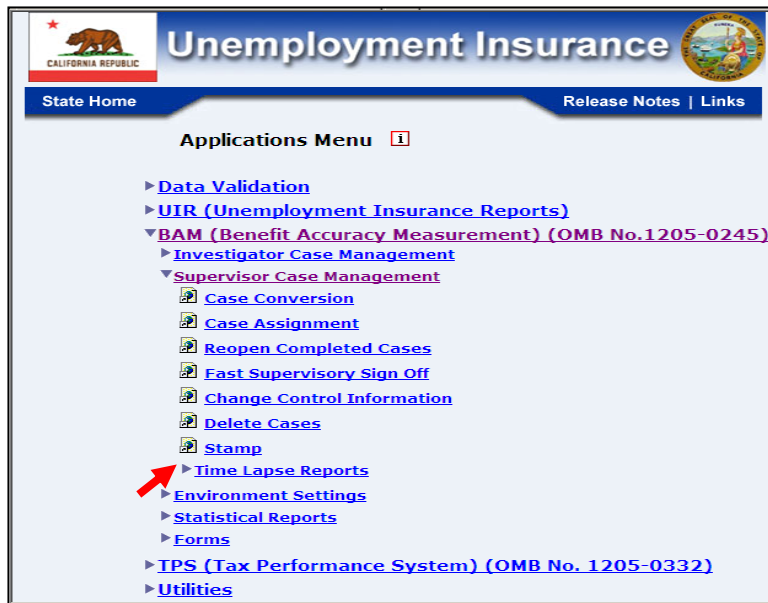 CALIFORNIA REPUBLIC
Unemployment Insurance
State Home
Release Notes | Links
Applications Menu i
Data Validation
UIR (Unemployment Insurance Reports)
BAM (Benefit Accuracy Measurement) (OMB No.1205-0245)
Investigator Case Management
Supervisor Case Management
Case Conversion
Case Assignment
Reopen Completed Cases
Fast Supervisory Sign Off
Change Control Information
Delete Cases
Stamp
Time Lapse Reports
Environment Settings
Statistical Reports
Forms
TPS (Tax Performance System) (OMB No. 1205-0332)
Utilities